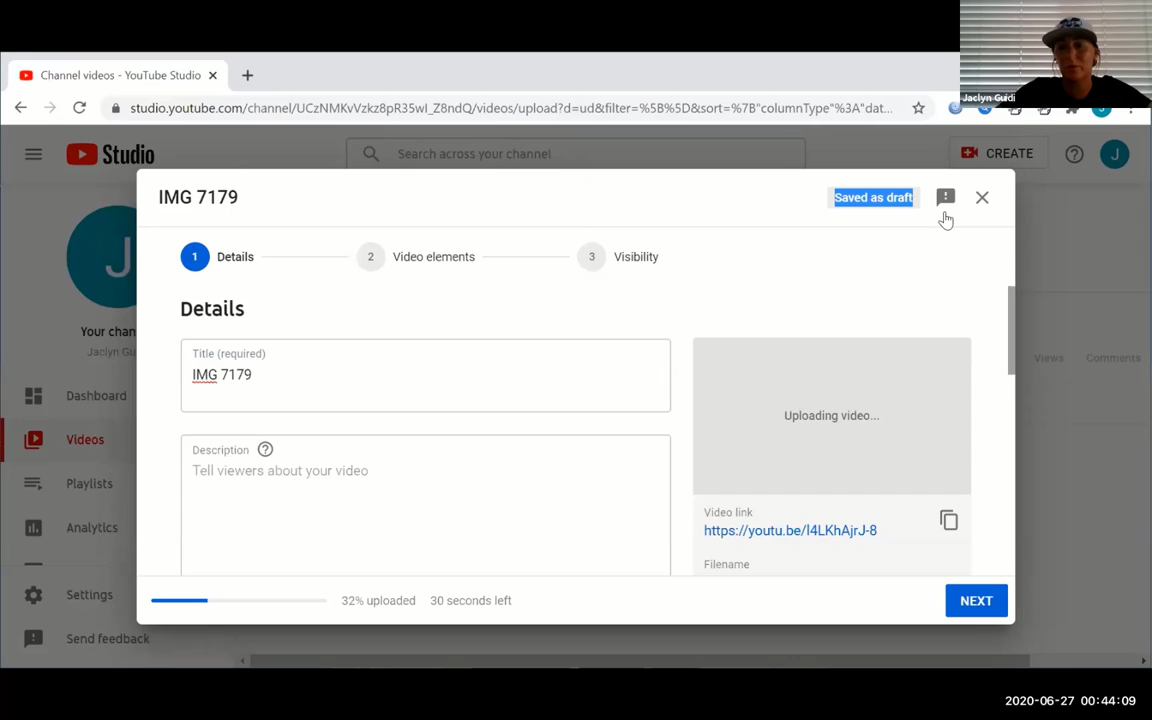 Channel videos - YouTube Studio
Jaclyn Guidi
studio.youtube.com/channel/UCzNMKvVzkz8pR35wI_Z8ndQ/videos/upload?d=ud&filter=%5B%5D&sort=%7B"columnType"%3A"dat...
Studio
Search across your channel
CREATE
J
IMG 7179
Saved as draft
1 Details
2 Video elements
3 Visibility
J
Details
Title (required)
IMG 7179
Your chan
Jaclyn Gu
Views
Comments
Dashboard
Uploading video...
Description
Tell viewers about your video
Videos
Playlists
Video link
https://youtu.be/l4LKhAjrJ-8
Analytics
Filename
Settings
32% uploaded
30 seconds left
NEXT
Send feedback
2020-06-27 00:44:09